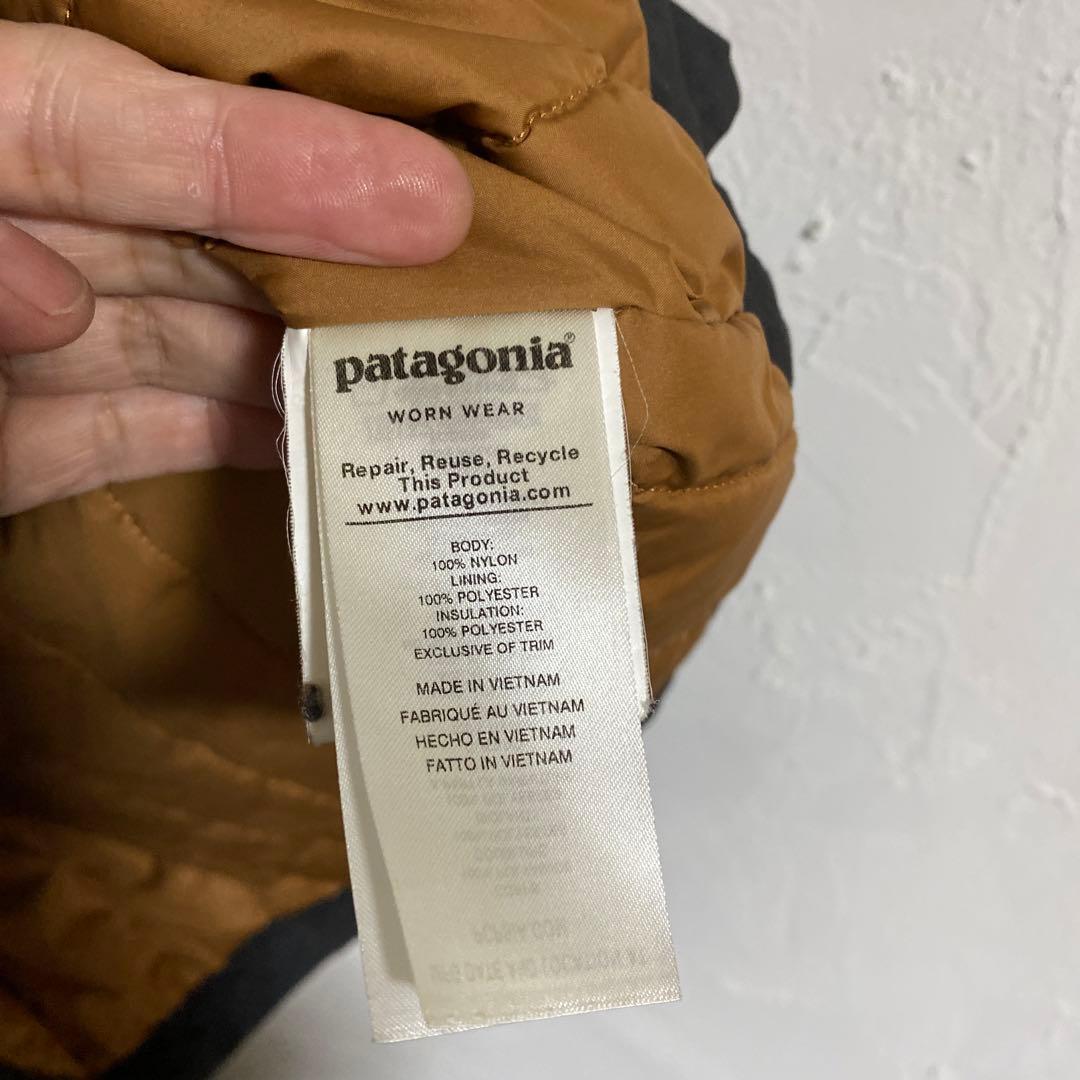 patagonia®
WORN WEAR
Repair, Reuse, Recycle
This Product
www.patagonia.com
BODY:
100% NYLON
LINING:
100% POLYESTER
INSULATION:
100% POLYESTER
EXCLUSIVE OF TRIM
MADE IN VIETNAM
FABRIQUÉ AU VIETNAM
HECHO EN VIETNAM
FATTO IN VIETNAM